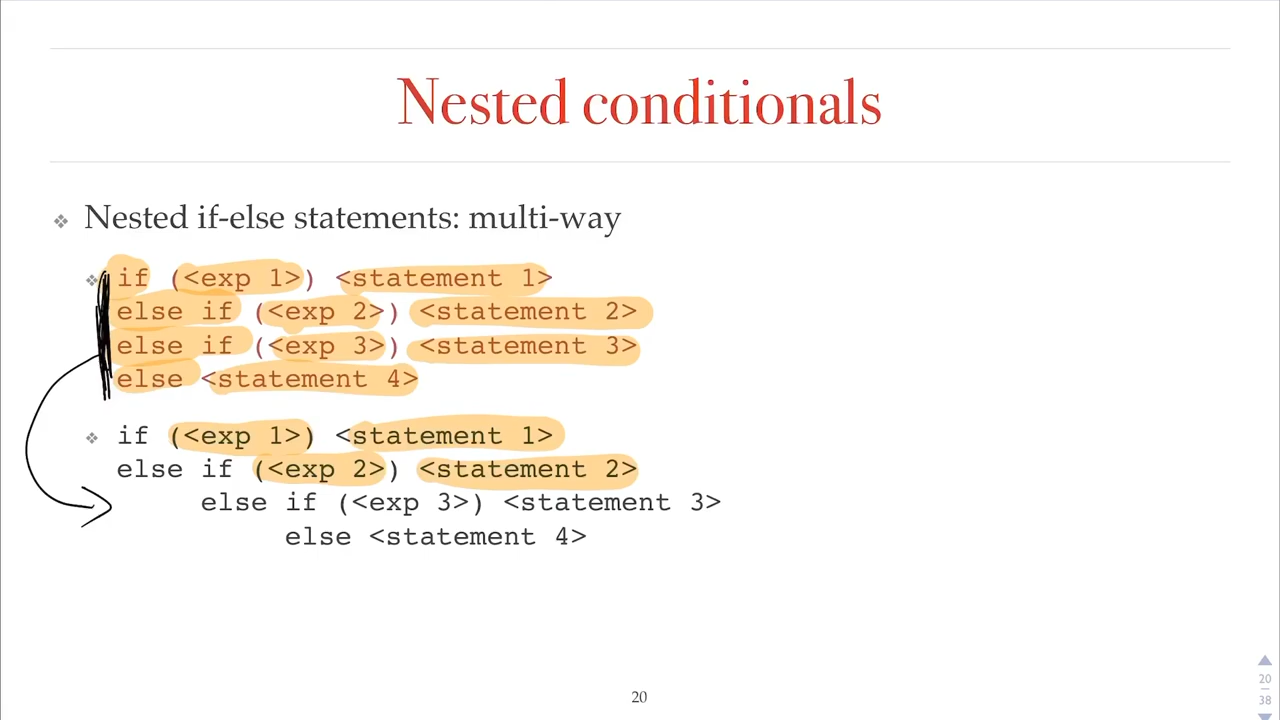 Nested conditionals
❖ Nested if-else statements: multi-way
❖ if (<exp 1>) <statement 1>
else if (<exp 2>) <statement 2>
else if (<exp 3>) <statement 3>
else <statement 4>
❖ if (<exp 1>) <statement 1>
else if (<exp 2>) <statement 2>
else if (<exp 3>) <statement 3>
else <statement 4>
20
20
38